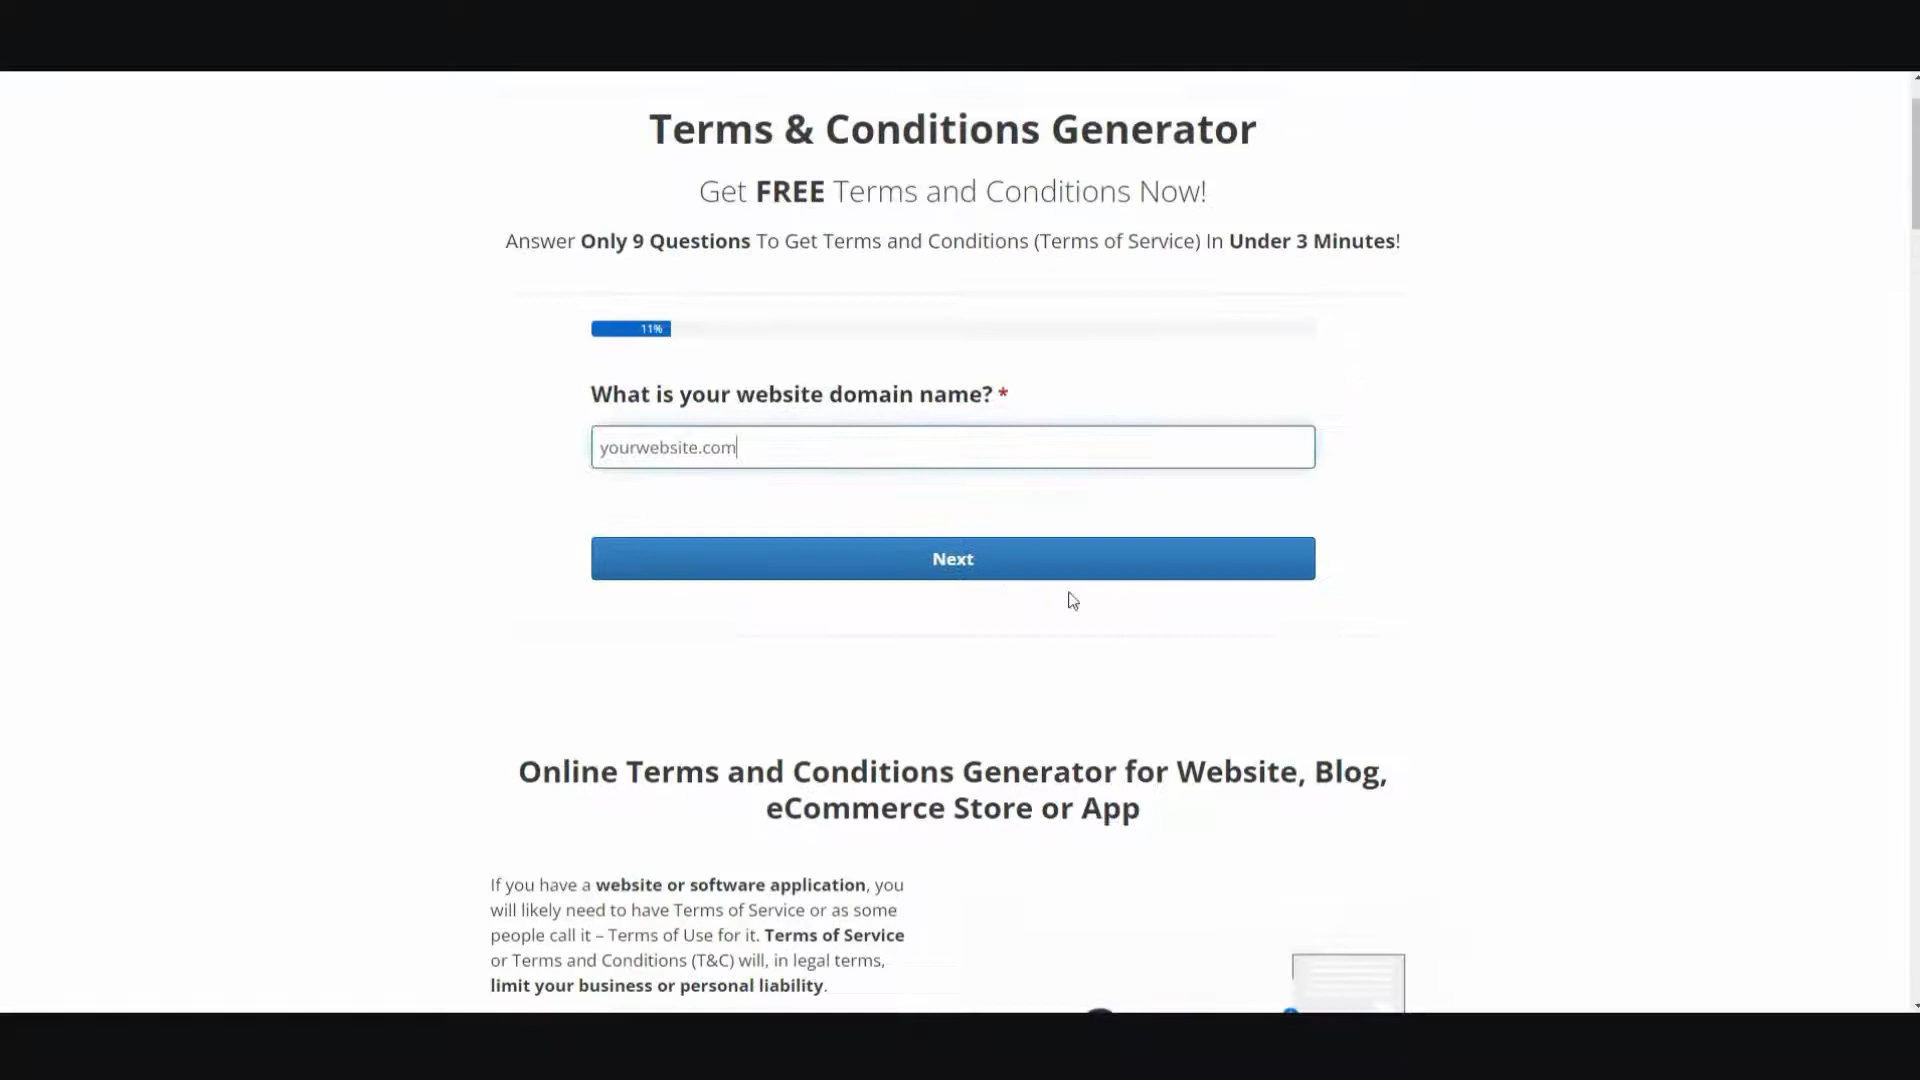 Terms & Conditions Generator
Get FREE Terms and Conditions Now!
Answer Only 9 Questions To Get Terms and Conditions (Terms of Service) In Under 3 Minutes!
11%
What is your website domain name? *
yourwebsite.com
Next
Online Terms and Conditions Generator for Website, Blog,
eCommerce Store or App
If you have a website or software application, you
will likely need to have Terms of Service or as some
people call it – Terms of Use for it. Terms of Service
or Terms and Conditions (T&C) will, in legal terms,
limit your business or personal liability.